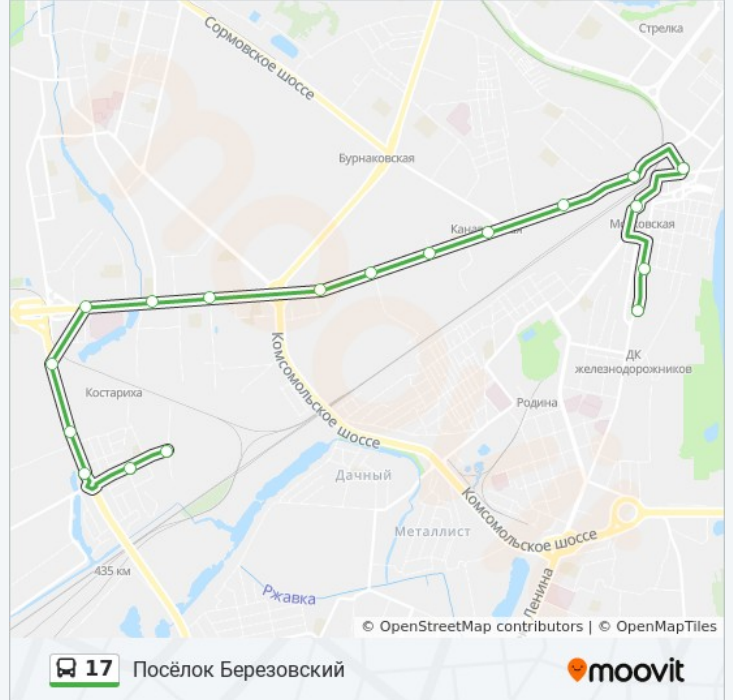 Стрелка
Сормовское шоссе
Бурнаковская
Московская
ДК
железнодорожников
Комсомольское шоссе
Костариха
Родина
Дачный
Комсомольское шоссе
Металлист
435 км
Ленина
Ржавка
© OpenStreetMap contributors | © OpenMapTiles
17 Посёлок Березовский
moovit